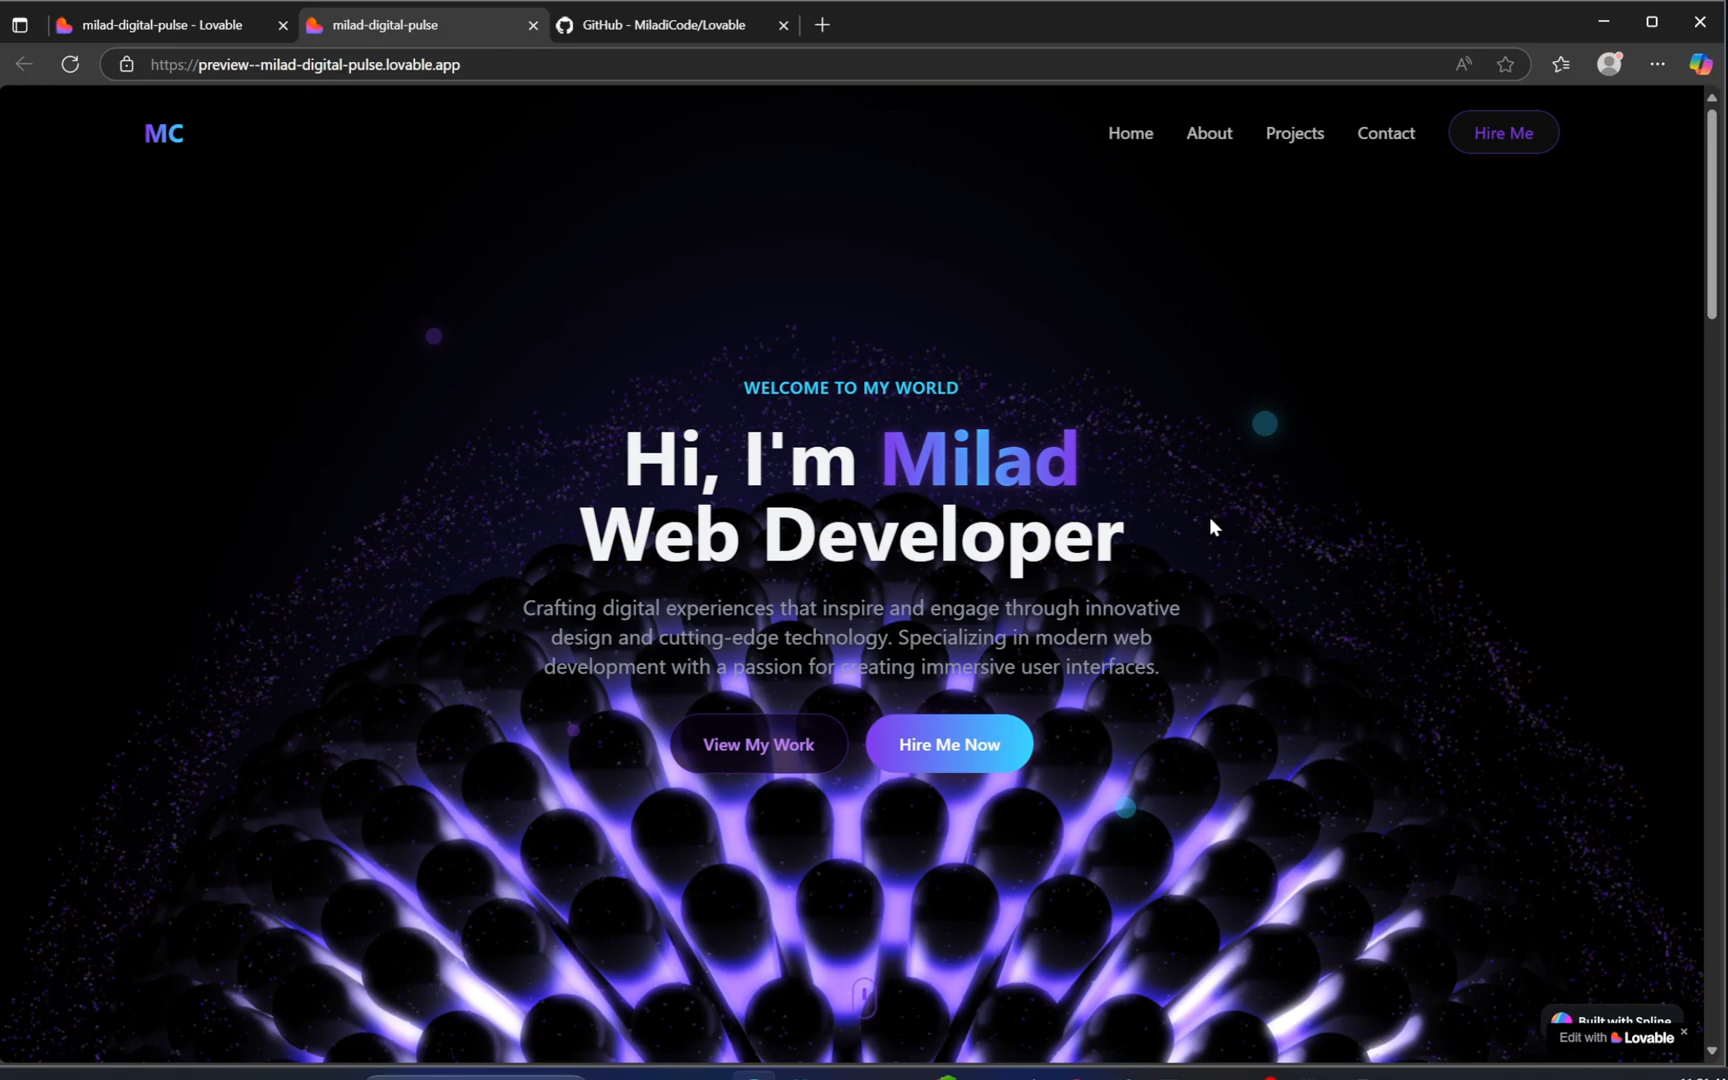 milad-digital-pulse - Lovable
milad-digital-pulse
GitHub - MiladiCode/Lovable
https://preview--milad-digital-pulse.lovable.app
MC
Home
About
Projects
Contact
Hire Me
WELCOME TO MY WORLD
Hi, I'm Milad
Web Developer
Crafting digital experiences that inspire and engage through innovative
design and cutting-edge technology. Specializing in modern web
development with a passion for creating immersive user interfaces.
View My Work
Hire Me Now
Built with Spline
Edit with Lovable